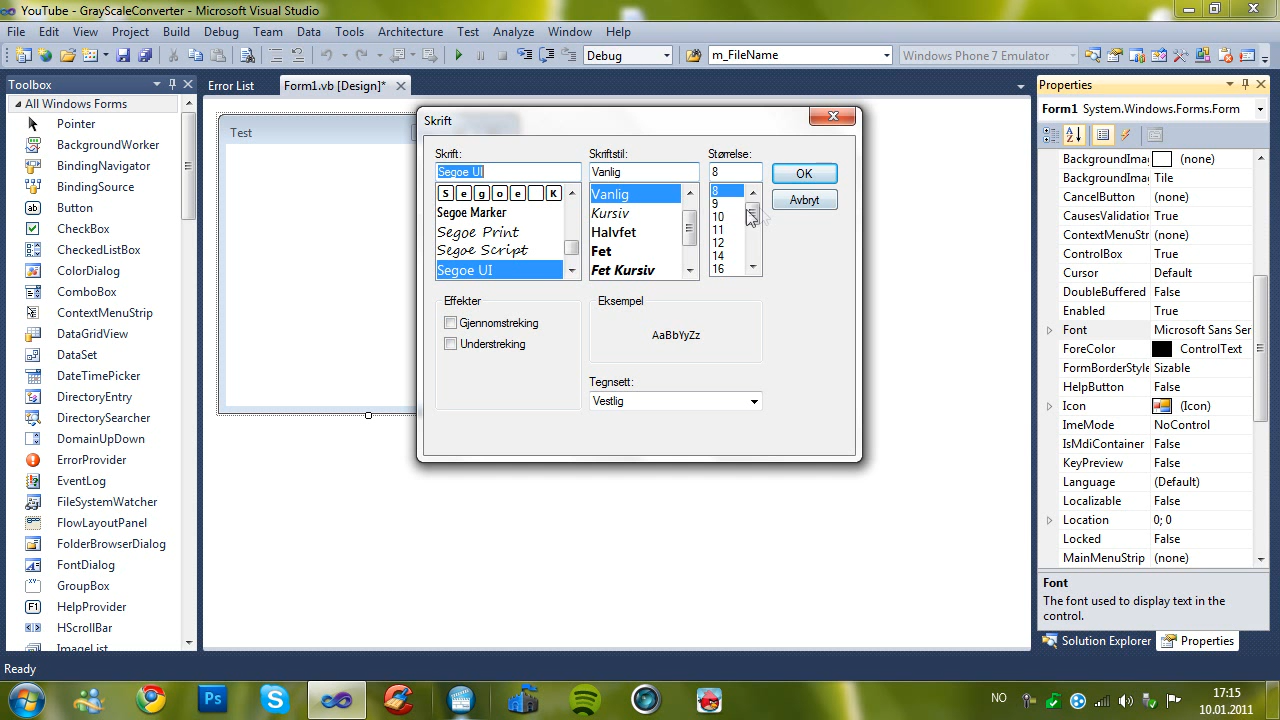 YouTube - GrayScaleConverter - Microsoft Visual Studio
File Edit View Project Build Debug Team Data Tools Architecture Test Analyze Window Help
Debug m_FileName Windows Phone 7 Emulator
Toolbox
All Windows Forms
Pointer
BackgroundWorker
BindingNavigator
BindingSource
Button
CheckBox
CheckedListBox
ColorDialog
ComboBox
ContextMenuStrip
DataGridView
DataSet
DateTimePicker
DirectoryEntry
DirectorySearcher
DomainUpDown
ErrorProvider
EventLog
FileSystemWatcher
FlowLayoutPanel
FolderBrowserDialog
FontDialog
GroupBox
HelpProvider
HScrollBar
ImageList
Error List Form1.vb [Design]*
Test
Skrift
Skrift: Skriftstil: Størrelse:
Segoe UI Vanlig 8
OK
Avbryt
Segoe K
Segoe Marker
Segoe Print
Segoe Script
Segoe UI
Vanlig
Kursiv
Halvfet
Fet
Fet Kursiv
8
9
10
11
12
14
16
Effekter
Gjennomstreking
Understreking
Eksempel
AaBbYyZz
Tegnsett:
Vestlig
Properties
Form1 System.Windows.Forms.Form
BackgroundImag (none)
BackgroundImag Tile
CancelButton (none)
CausesValidation True
ContextMenuStr (none)
ControlBox True
Cursor Default
DoubleBuffered False
Enabled True
Font Microsoft Sans Ser
ForeColor ControlText
FormBorderStyle Sizable
HelpButton False
Icon (Icon)
ImeMode NoControl
IsMdiContainer False
KeyPreview False
Language (Default)
Localizable False
Location 0; 0
Locked False
MainMenuStrip (none)
Font
The font used to display text in the
control.
Solution Explorer Properties
Ready
Ps
NO
17:15
10.01.2011